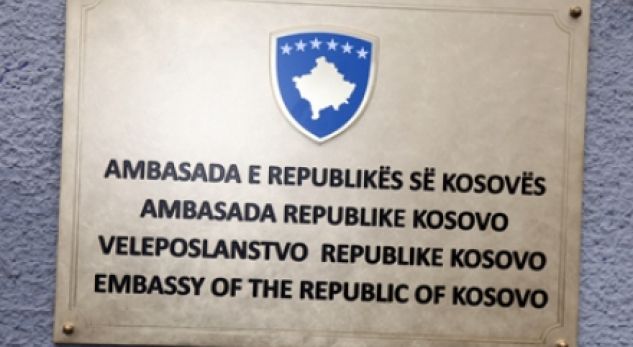 AMBASADA E REPUBLIKËS SË KOSOVËS
AMBASADA REPUBLIKE KOSOVO
VELEPOSLANSTVO REPUBLIKE KOSOVO
EMBASSY OF THE REPUBLIC OF KOSOVO